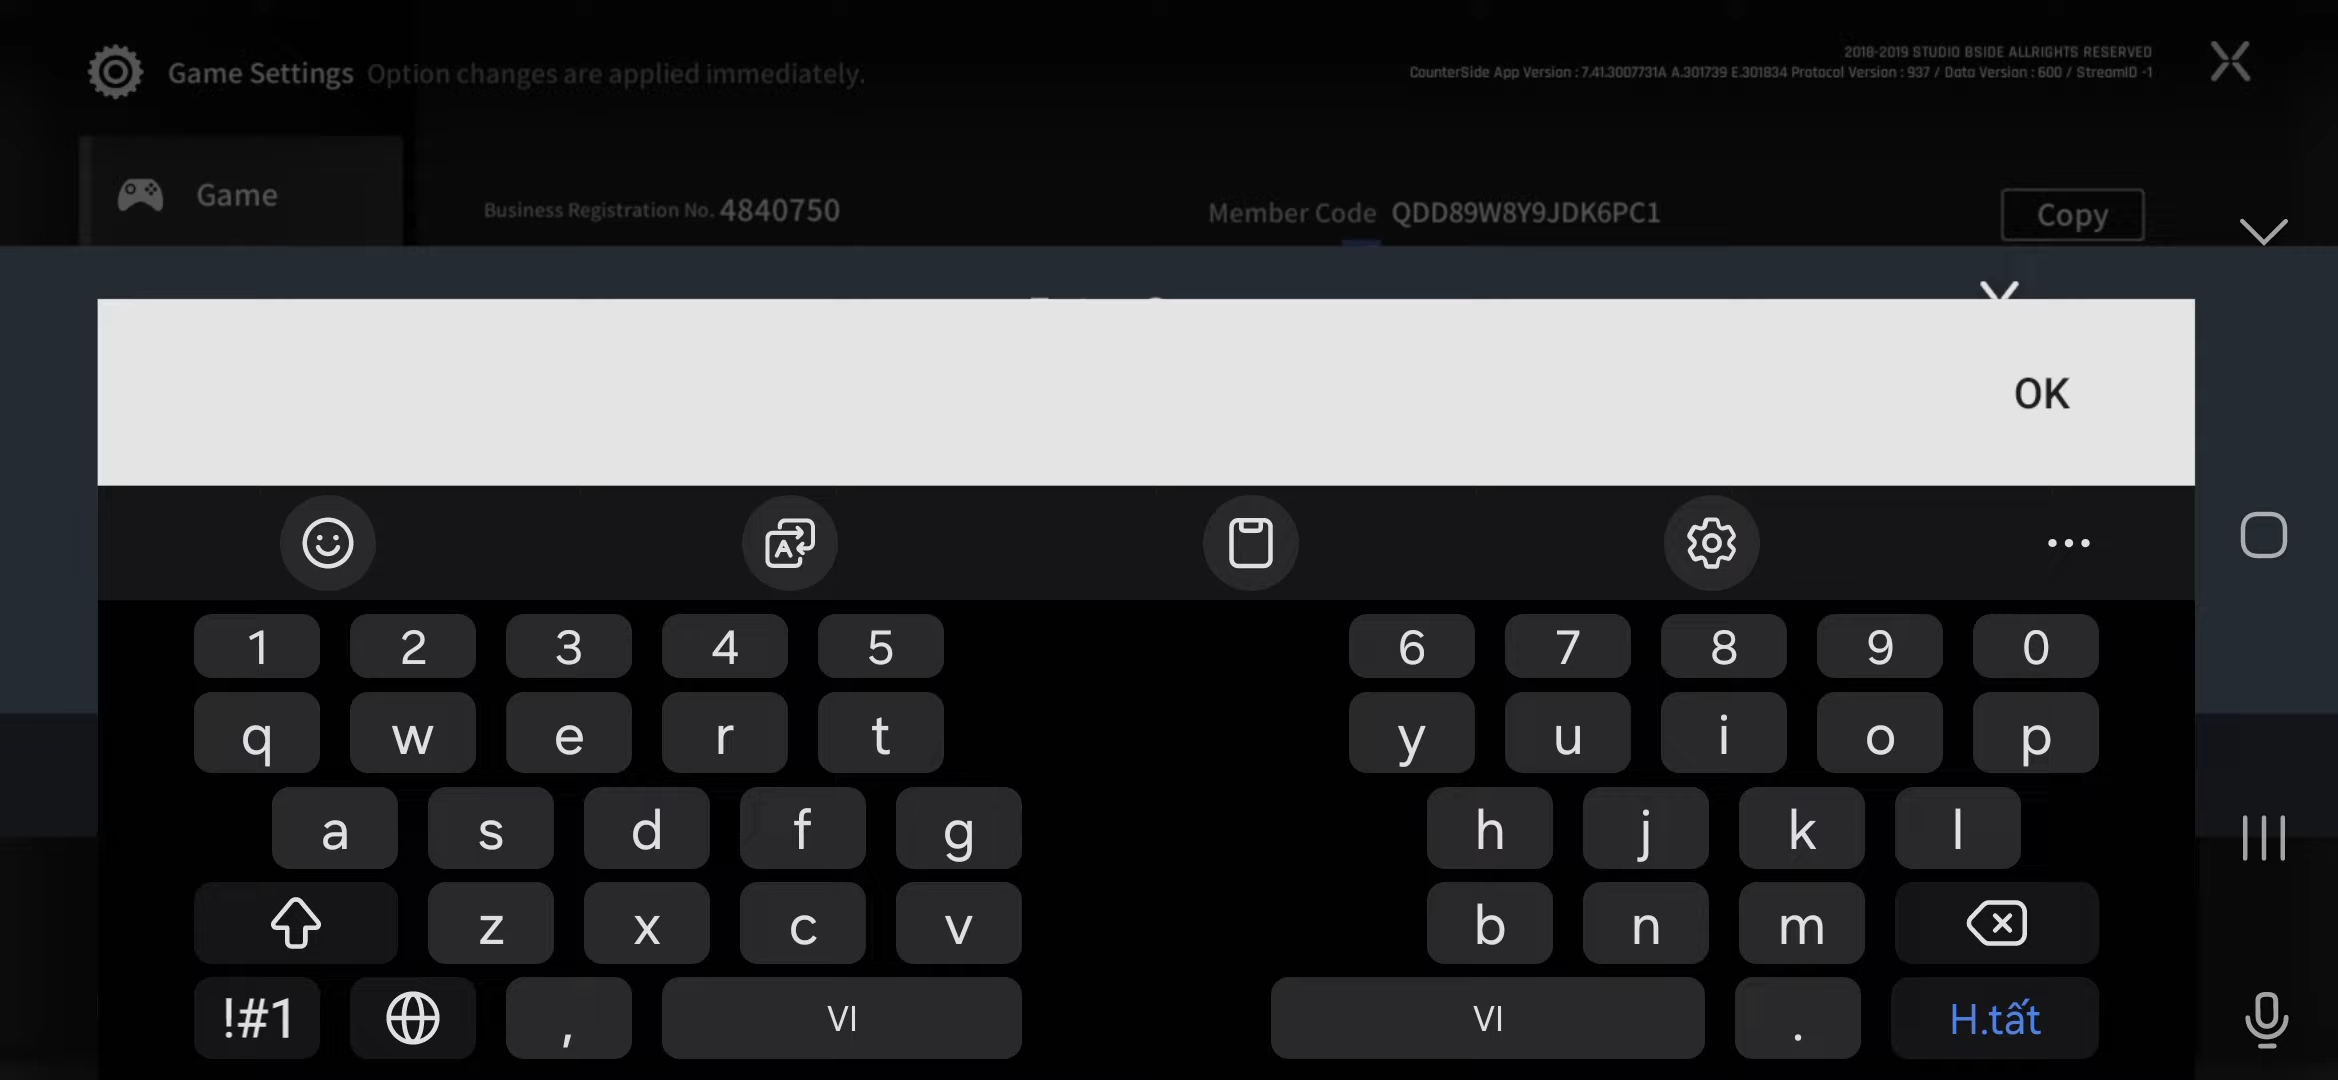 Game Settings Option changes are applied immediately.
2018-2019 STUDIO BSIDE ALLRIGHTS RESERVED
CounterSide App Version : 7.41.3007731A A.301739 E.301834 Protocol Version : 937 / Data Version : 600 / StreamID -1
Game
Business Registration No. 4840750
Member Code QDD89W8Y9JDK6PC1
Copy
OK
1 2 3 4 5 6 7 8 9 0
q w e r t y u i o p
a s d f g h j k l
z x c v b n m
!#1 , VI VI . H.tất